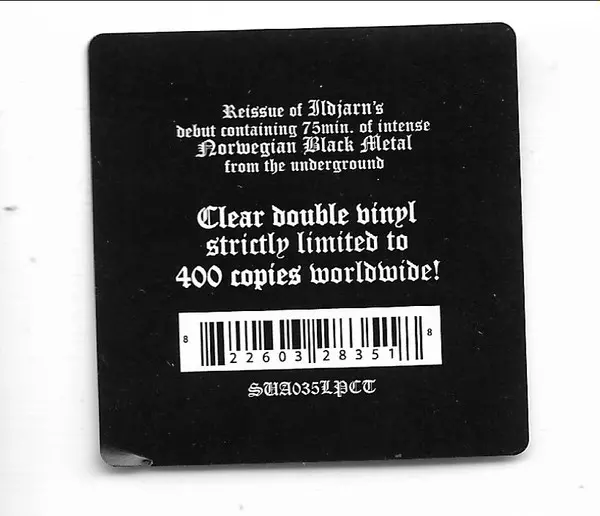 Reissue of Ildjarn's
debut containing 75min. of intense
Norwegian Black Metal
from the underground
Clear double vinyl
strictly limited to
400 copies worldwide!
8 22603 28351 8
SUA035LPCT